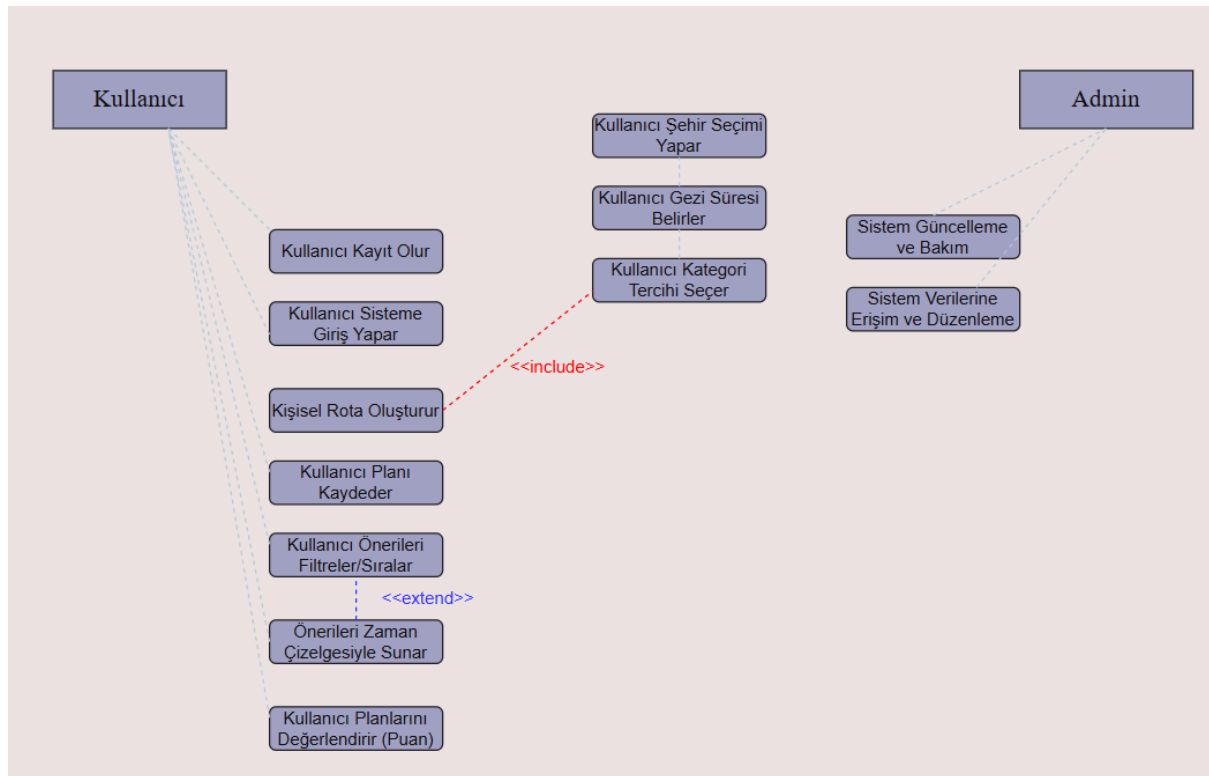 Kullanıcı
Admin
Kullanıcı Şehir Seçimi
Yapar
Kullanıcı Gezi Süresi
Belirler
Kullanıcı Kategori
Tercihi Seçer
Sistem Güncelleme
ve Bakım
Sistem Verilerine
Erişim ve Düzenleme
Kullanıcı Kayıt Olur
Kullanıcı Sisteme
Giriş Yapar
<<include>>
Kişisel Rota Oluşturur
Kullanıcı Planı
Kaydeder
Kullanıcı Önerileri
Filtreler/Sıralar
<<extend>>
Önerileri Zaman
Çizelgesiyle Sunar
Kullanıcı Planlarını
Değerlendirir (Puan)